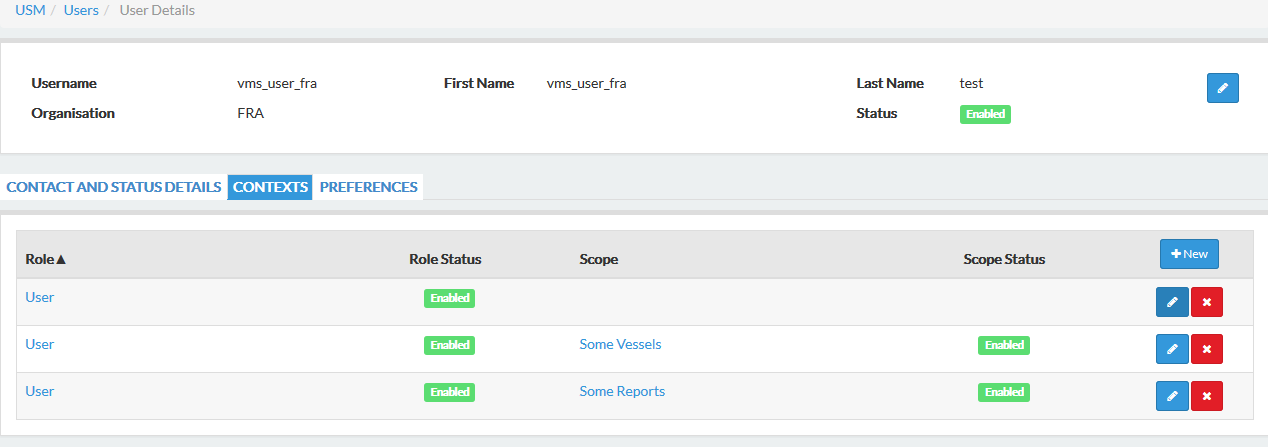 USM / Users / User Details
Username vms_user_fra First Name vms_user_fra Last Name test
Organisation FRA Status Enabled
CONTACT AND STATUS DETAILS CONTEXTS PREFERENCES
Role▲ Role Status Scope Scope Status + New
User Enabled
User Enabled Some Vessels Enabled
User Enabled Some Reports Enabled